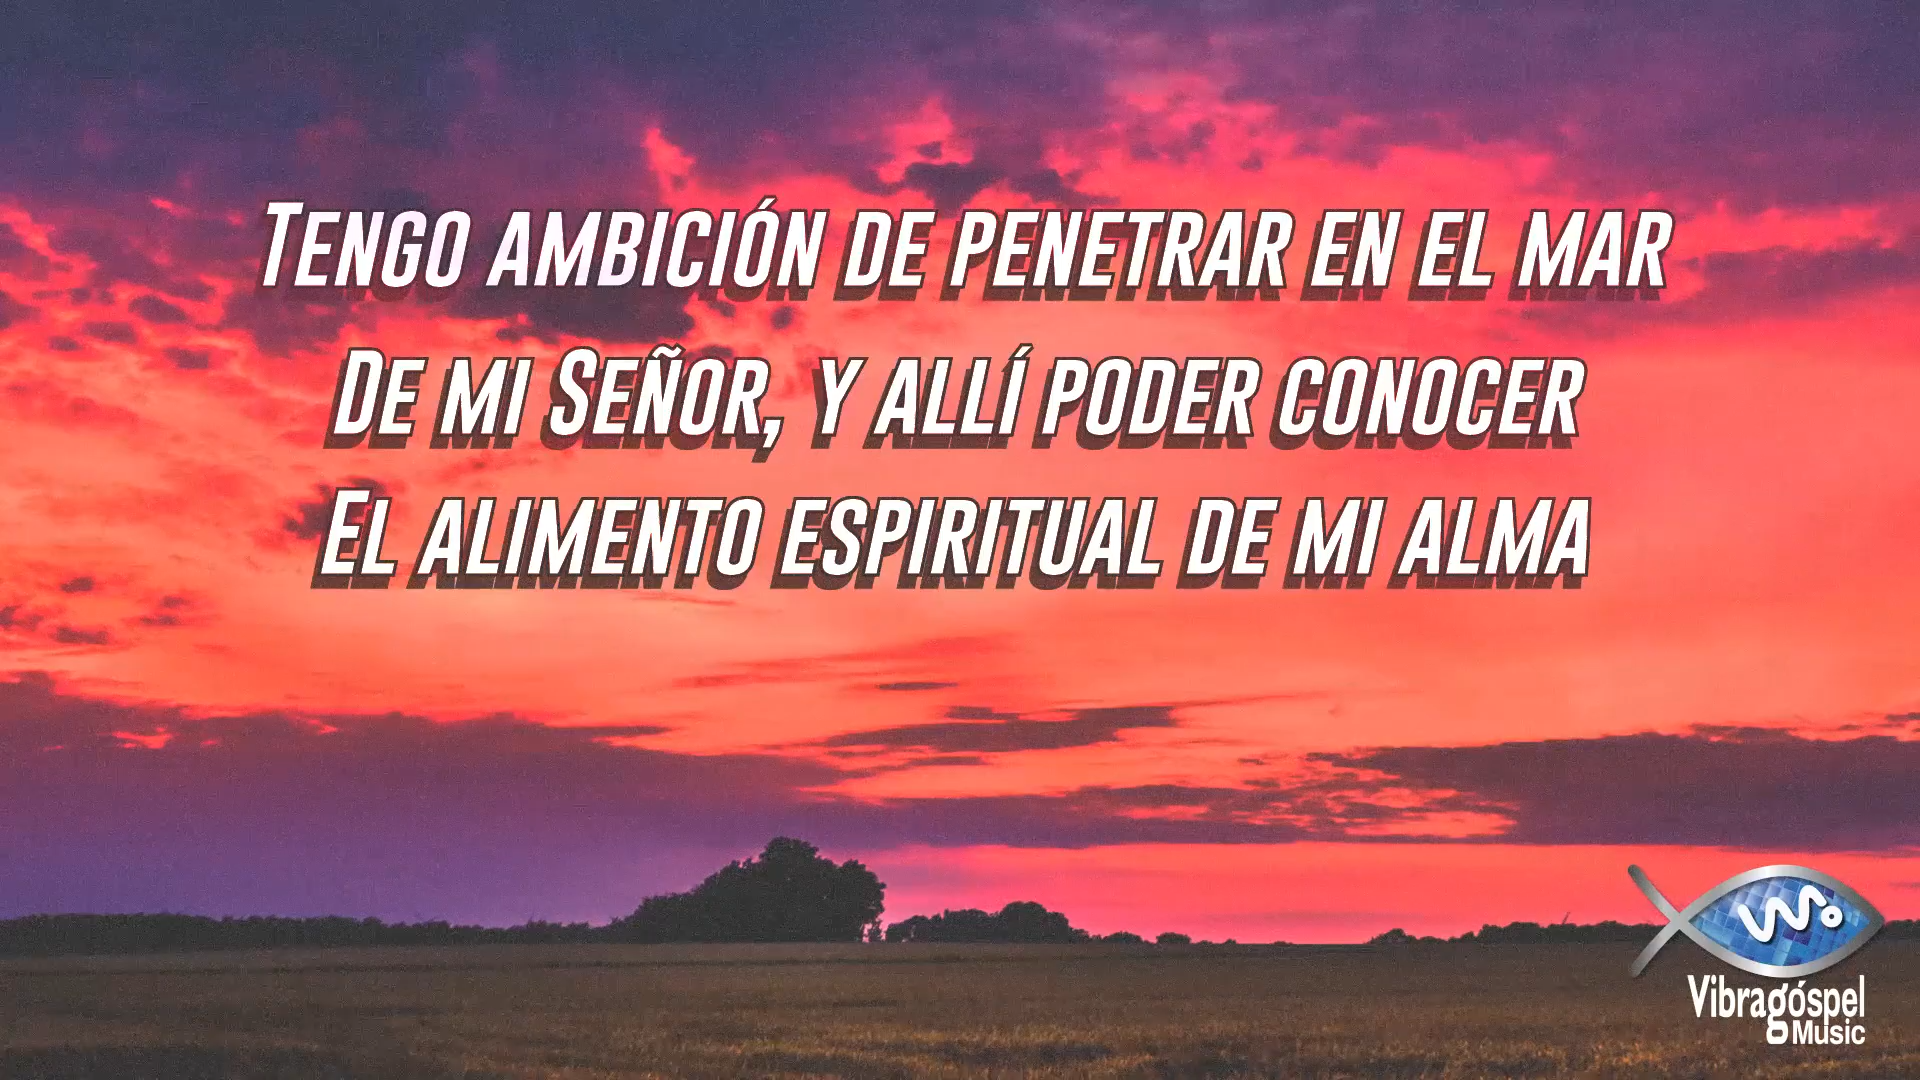 Tengo ambición de penetrar en el mar
De mi Señor, y allí poder conocer
El alimento espiritual de mi alma
Vibragóspel
Music